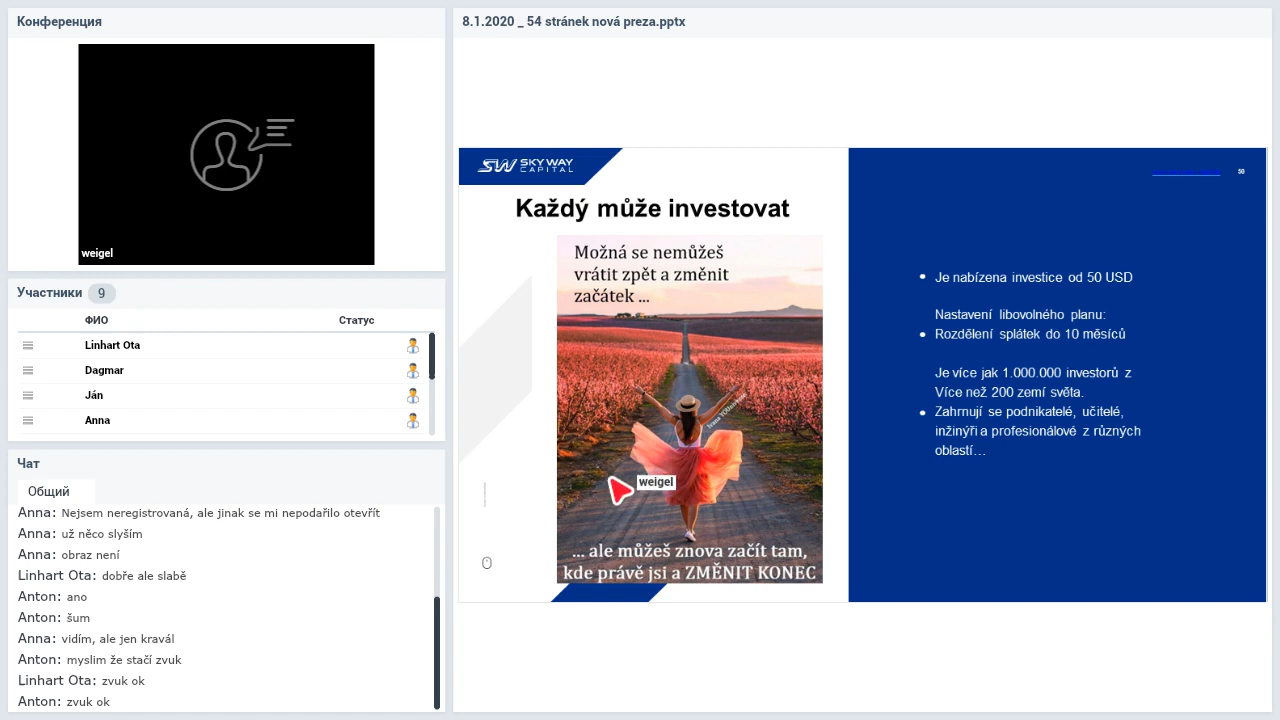 Конференция
weigel
Участники 9
ФИО Статус
Linhart Ota
Dagmar
Ján
Anna
Чат
Общий
Anna: Nejsem neregistrovaná, ale jinak se mi nepodařilo otevřít
Anna: už něco slyším
Anna: obraz není
Linhart Ota: dobře ale slabě
Anton: ano
Anton: šum
Anna: vidím, ale jen kravál
Anton: myslim že stačí zvuk
Linhart Ota: zvuk ok
Anton: zvuk ok
8.1.2020 _ 54 stránek nová preza.pptx
SW SKY WAY
CAPITAL
Každý může investovat
Možná se nemůžeš
vrátit zpět a změnit
začátek ...
weigel
... ale můžeš znova začít tam,
kde právě jsi a ZMĚNIT KONEC
50
• Je nabízena investice od 50 USD
Nastavení libovolného planu:
• Rozdělení splátek do 10 měsíců
Je více jak 1.000.000 investorů z
Více než 200 zemí světa.
• Zahrnují se podnikatelé, učitelé,
inžinýři a profesionálové z různých
oblastí...